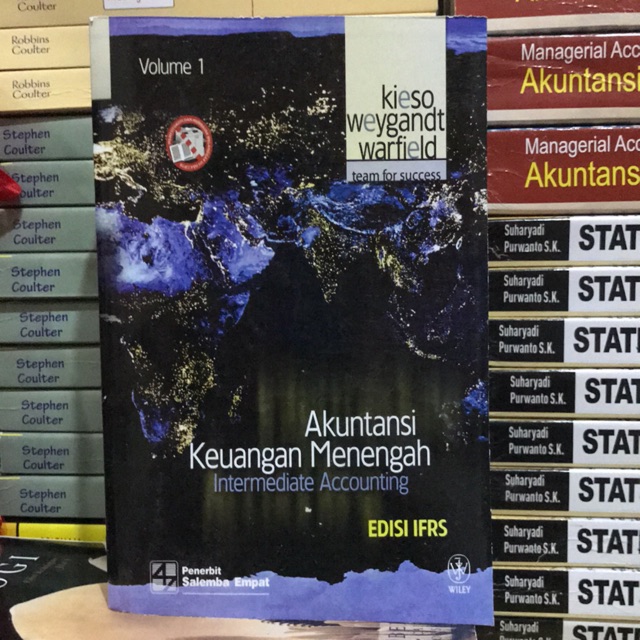 Volume 1
kieso
weygandt
warfield
team for success
Akuntansi
Keuangan Menengah
Intermediate Accounting
EDISI IFRS
Penerbit
Salemba Empat
WILEY
Robbins
Coulter
Robbins
Coulter
Stephen
Coulter
Stephen
Coulter
Stephen
Coulter
Stephen
Coulter
Stephen
Coulter
Stephen
Coulter
Stephen
Coulter
Stephen
Coulter
Stephen
Coulter
Managerial Acc
Akuntansi
Managerial Acc
Akuntans
Suharyadi
Purwanto S.K.
STAT
Suharyadi
Purwanto S.K.
STAT
Suharyadi
Purwanto S.K.
STATI
Suharyadi
Purwanto S.K.
STAT
Suharyadi
Purwanto S.K.
STAT
Suharyadi
Purwanto S.K.
STAT
Suharyadi
Purwanto S.K.
STAT
Suharyadi
Purwanto S.K.
STAT
Suharyadi
STAT